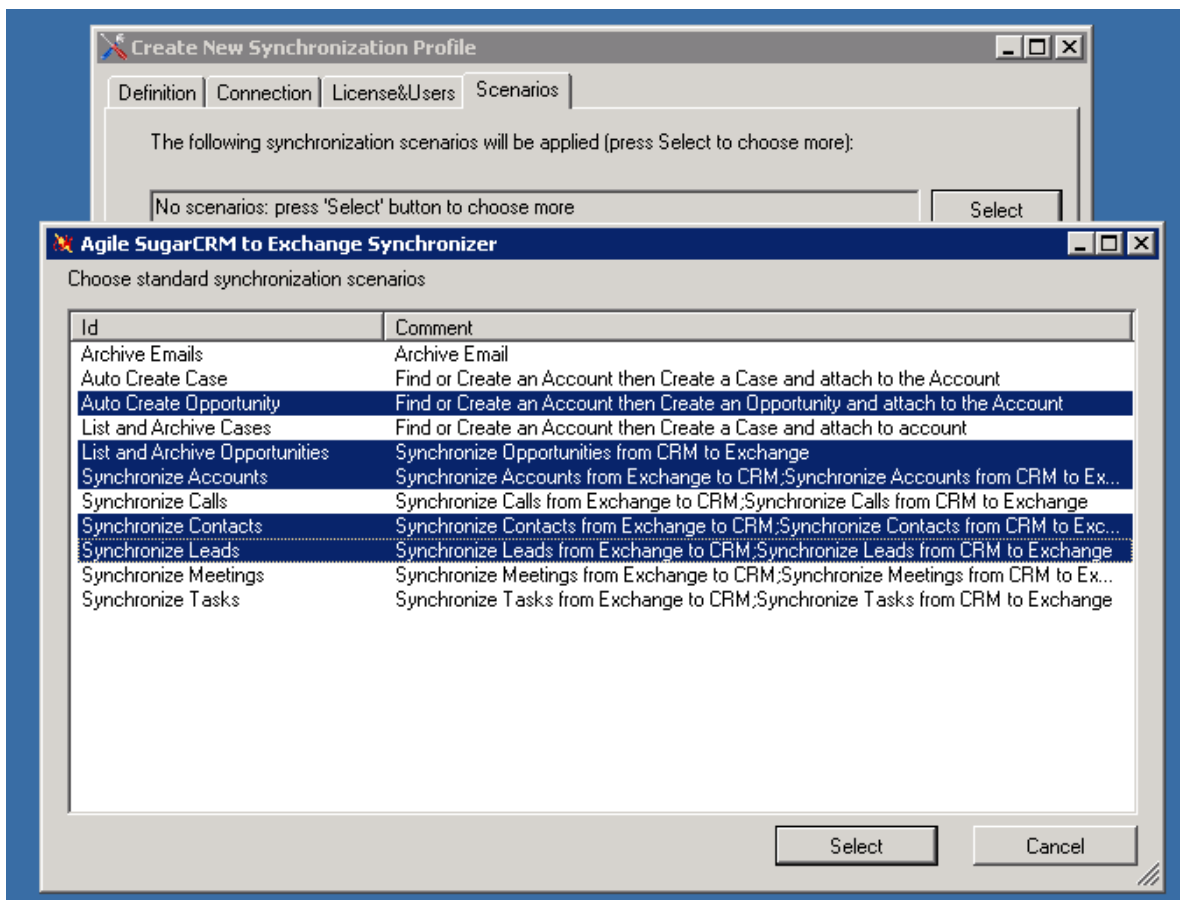 Create New Synchronization Profile
Definition Connection License&Users Scenarios
The following synchronization scenarios will be applied (press Select to choose more):
No scenarios: press 'Select' button to choose more Select
Agile SugarCRM to Exchange Synchronizer
Choose standard synchronization scenarios
Id Comment
Archive Emails Archive Email
Auto Create Case Find or Create an Account then Create a Case and attach to the Account
Auto Create Opportunity Find or Create an Account then Create an Opportunity and attach to the Account
List and Archive Cases Find or Create an Account then Create a Case and attach to account
List and Archive Opportunities Synchronize Opportunities from CRM to Exchange
Synchronize Accounts Synchronize Accounts from Exchange to CRM;Synchronize Accounts from CRM to Ex...
Synchronize Calls Synchronize Calls from Exchange to CRM;Synchronize Calls from CRM to Exchange
Synchronize Contacts Synchronize Contacts from Exchange to CRM;Synchronize Contacts from CRM to Exc...
Synchronize Leads Synchronize Leads from Exchange to CRM;Synchronize Leads from CRM to Exchange
Synchronize Meetings Synchronize Meetings from Exchange to CRM;Synchronize Meetings from CRM to Ex...
Synchronize Tasks Synchronize Tasks from Exchange to CRM;Synchronize Tasks from CRM to Exchange
Select Cancel